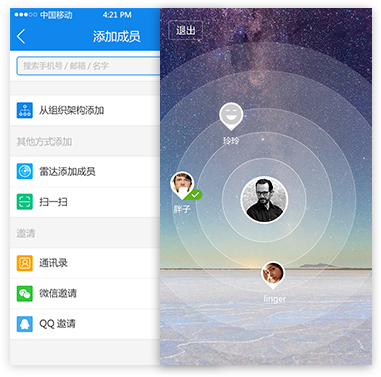 中国移动 4:21 PM
添加成员
搜索手机号 / 邮箱 / 名字
从组织架构添加
其他方式添加
雷达添加成员
扫一扫
邀请
通讯录
微信邀请
QQ 邀请
退出
玲玲
胖子
linger